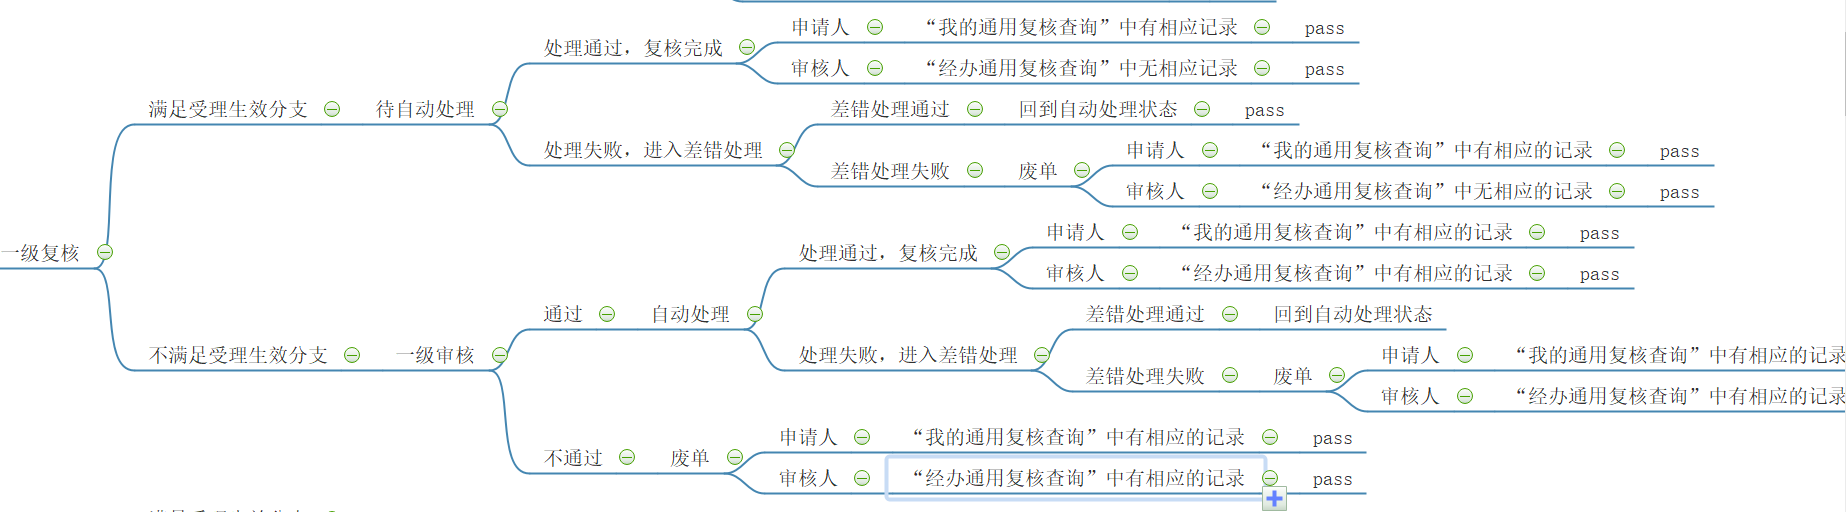 申请人 “我的通用复核查询”中有相应记录 pass
处理通过，复核完成
审核人 “经办通用复核查询”中无相应记录 pass
满足受理生效分支 待自动处理 差错处理通过 回到自动处理状态 pass
处理失败，进入差错处理 申请人 “我的通用复核查询”中有相应的记录 pass
差错处理失败 废单
审核人 “经办通用复核查询”中无相应的记录 pass
申请人 “我的通用复核查询”中有相应的记录 pass
一级复核 处理通过，复核完成
审核人 “经办通用复核查询”中有相应的记录 pass
通过 自动处理 差错处理通过 回到自动处理状态
不满足受理生效分支 一级审核 处理失败，进入差错处理 申请人 “我的通用复核查询”中有相应的记录
差错处理失败 废单
审核人 “经办通用复核查询”中有相应的记录
申请人 “我的通用复核查询”中有相应的记录 pass
不通过 废单
审核人 “经办通用复核查询”中有相应的记录 pass